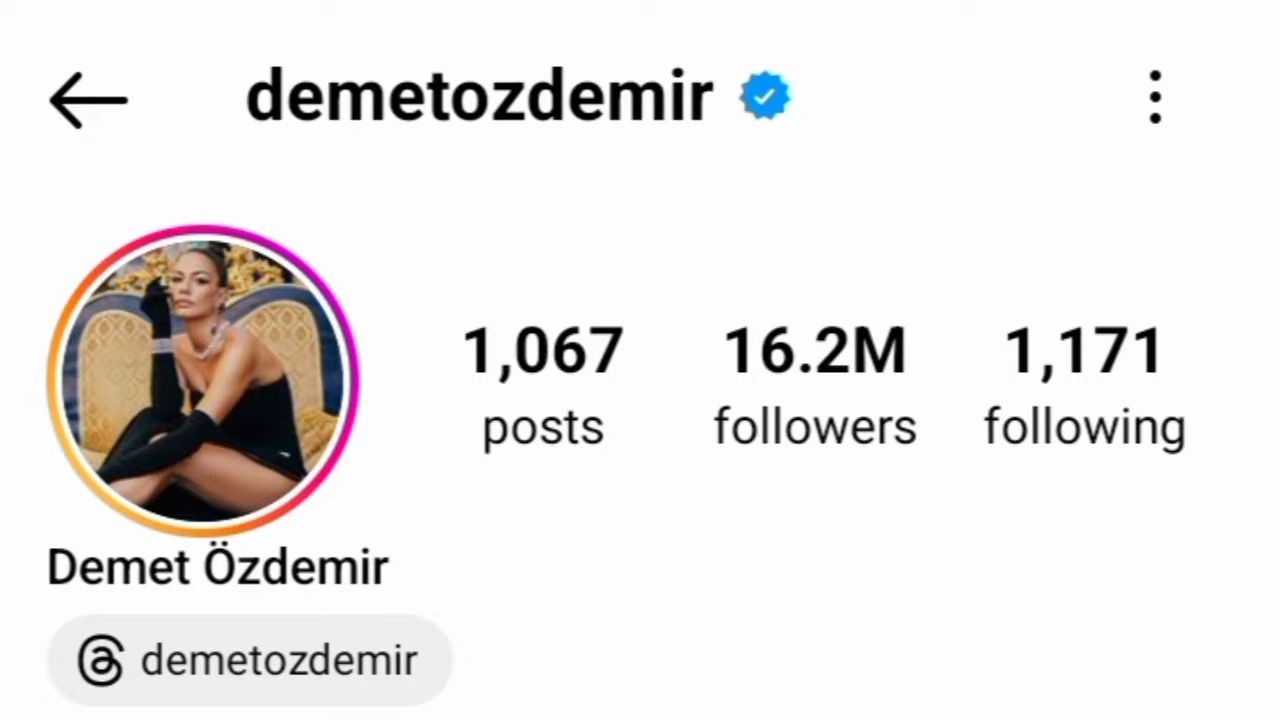 demetozdemir
1,067 16.2M 1,171
posts followers following
Demet Özdemir
demetozdemir